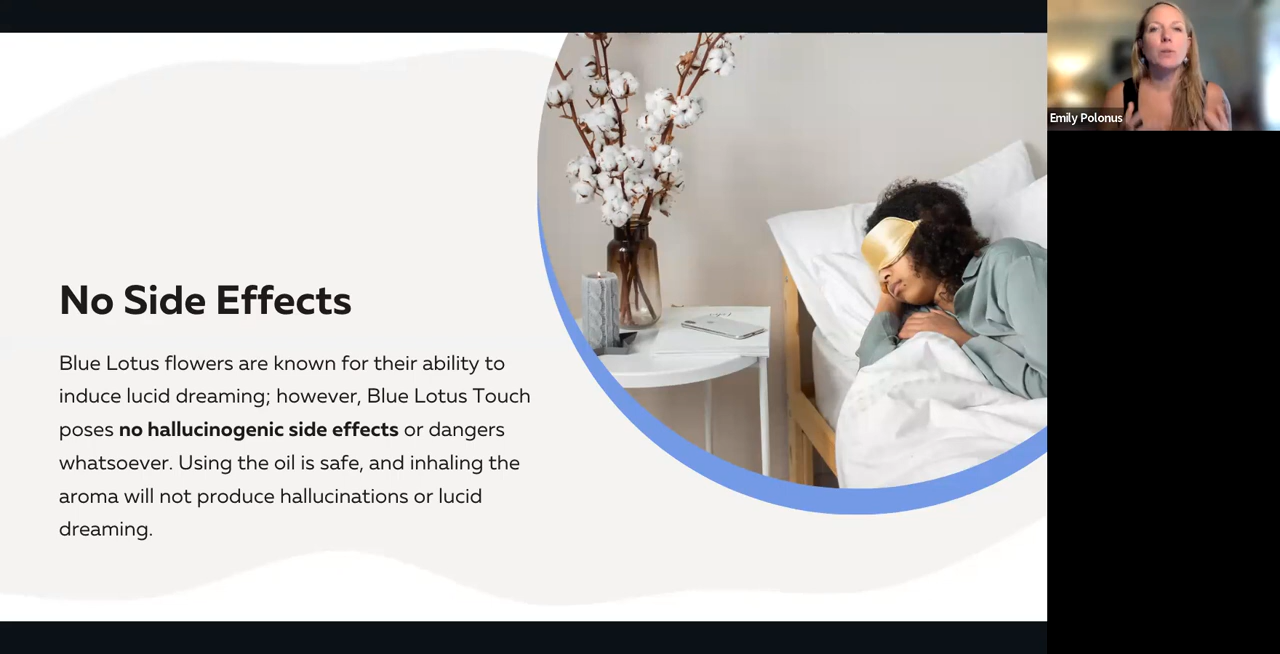 No Side Effects
Blue Lotus flowers are known for their ability to
induce lucid dreaming; however, Blue Lotus Touch
poses no hallucinogenic side effects or dangers
whatsoever. Using the oil is safe, and inhaling the
aroma will not produce hallucinations or lucid
dreaming.
Emily Polonus